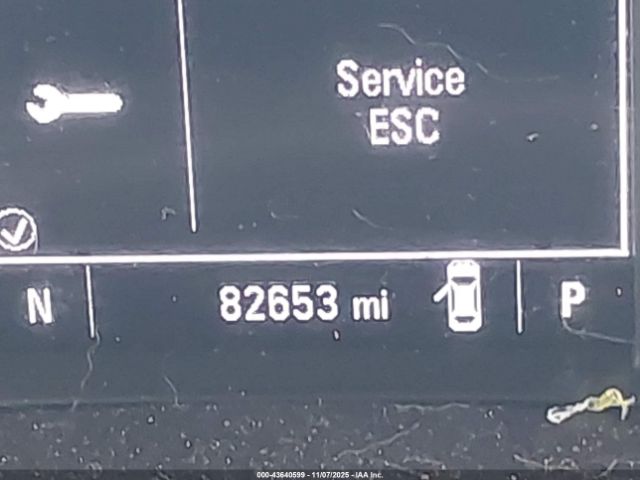 Service
ESC
N
82653 mi
P
000-43640599 - 11/07/2025 - IAA Inc.